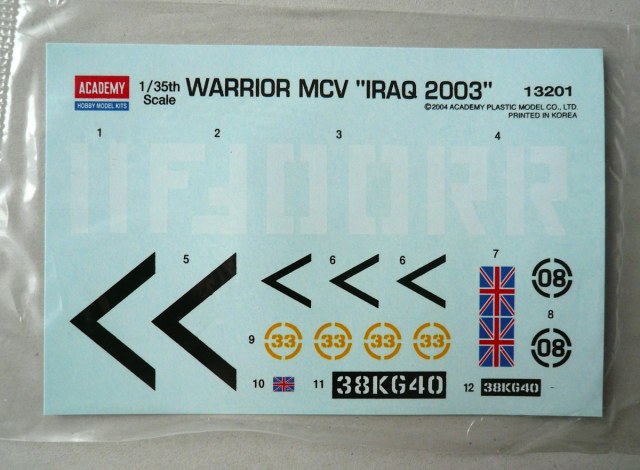 ACADEMY
HOBBY MODEL KITS
1/35th Scale
WARRIOR MCV "IRAQ 2003"
13201
©2004 ACADEMY PLASTIC MODEL CO., LTD.
PRINTED IN KOREA
1 2 3 4
5 6 6 7
08
8
9 33 33 33 33
08
10 11 38KG40 12 38KG40